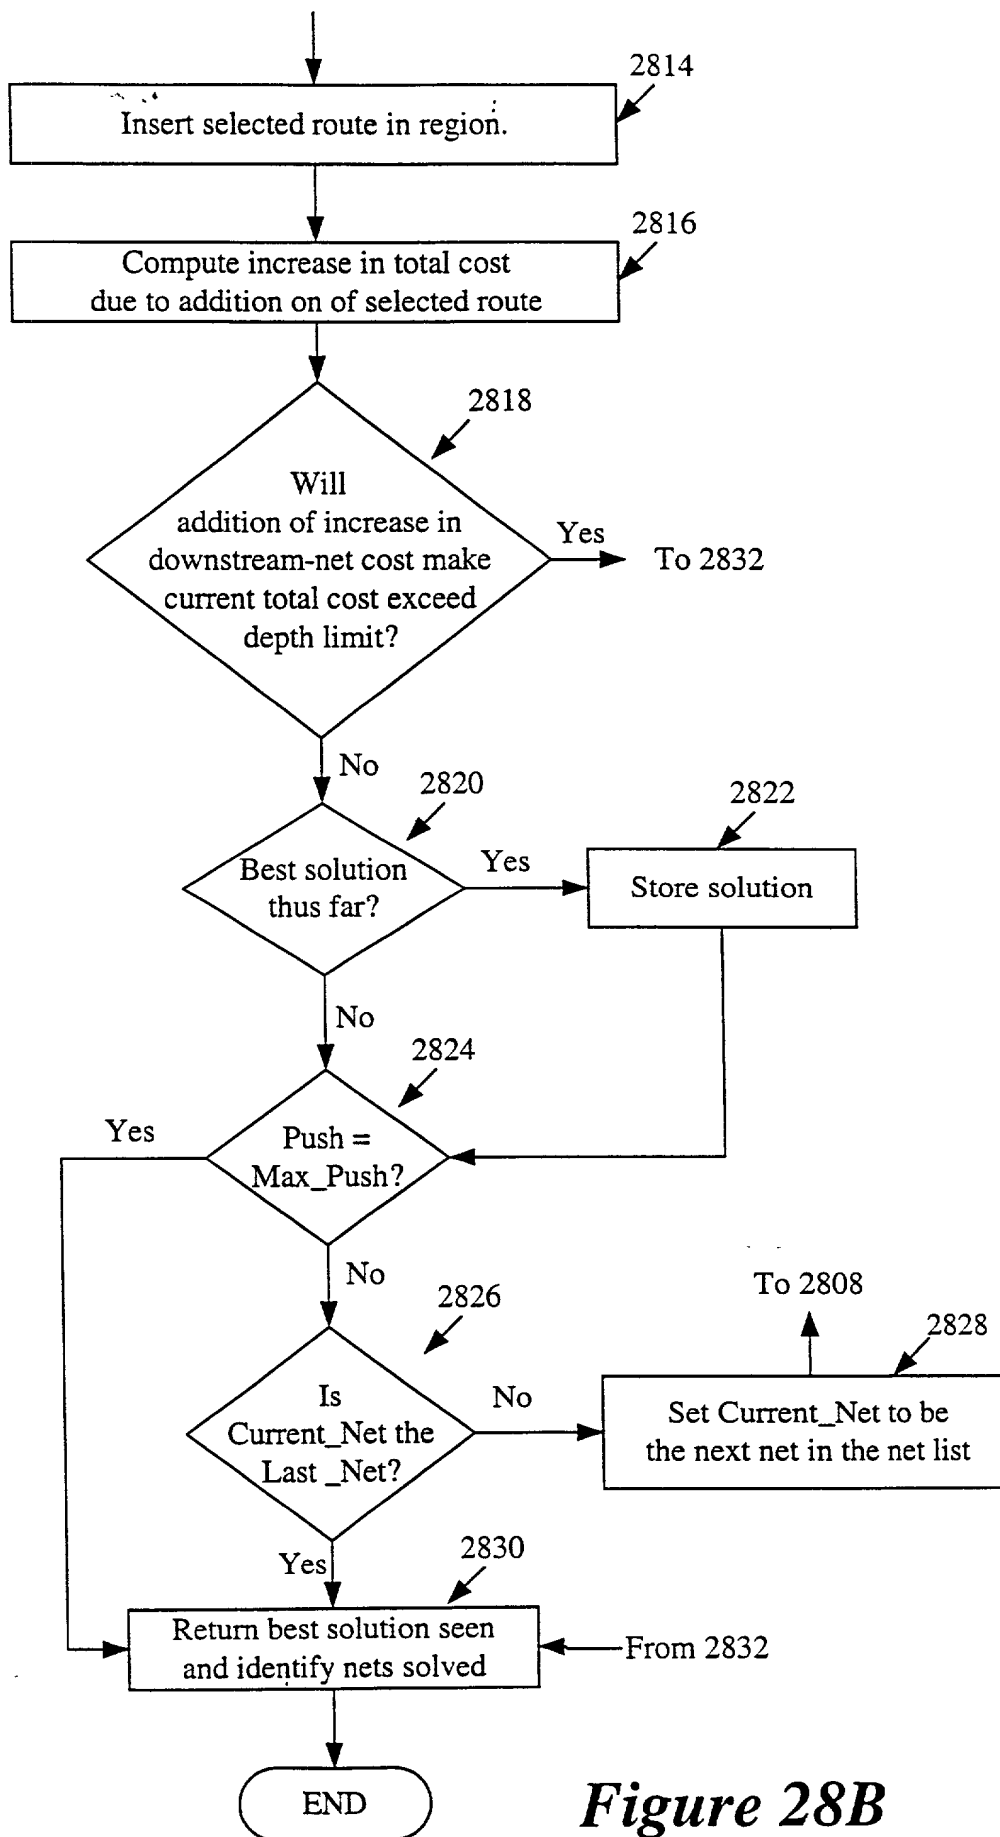 2814
Insert selected route in region.
2816
Compute increase in total cost
due to addition on of selected route
2818
Will
addition of increase in
downstream-net cost make
current total cost exceed
depth limit?
Yes
To 2832
No
2820
2822
Best solution
thus far?
Yes
Store solution
No
2824
Yes
Push =
Max_Push?
No
2826
To 2808
2828
Is
Current_Net the
Last _Net?
No
Set Current_Net to be
the next net in the net list
Yes
2830
Return best solution seen
and identify nets solved
From 2832
END
Figure 28B